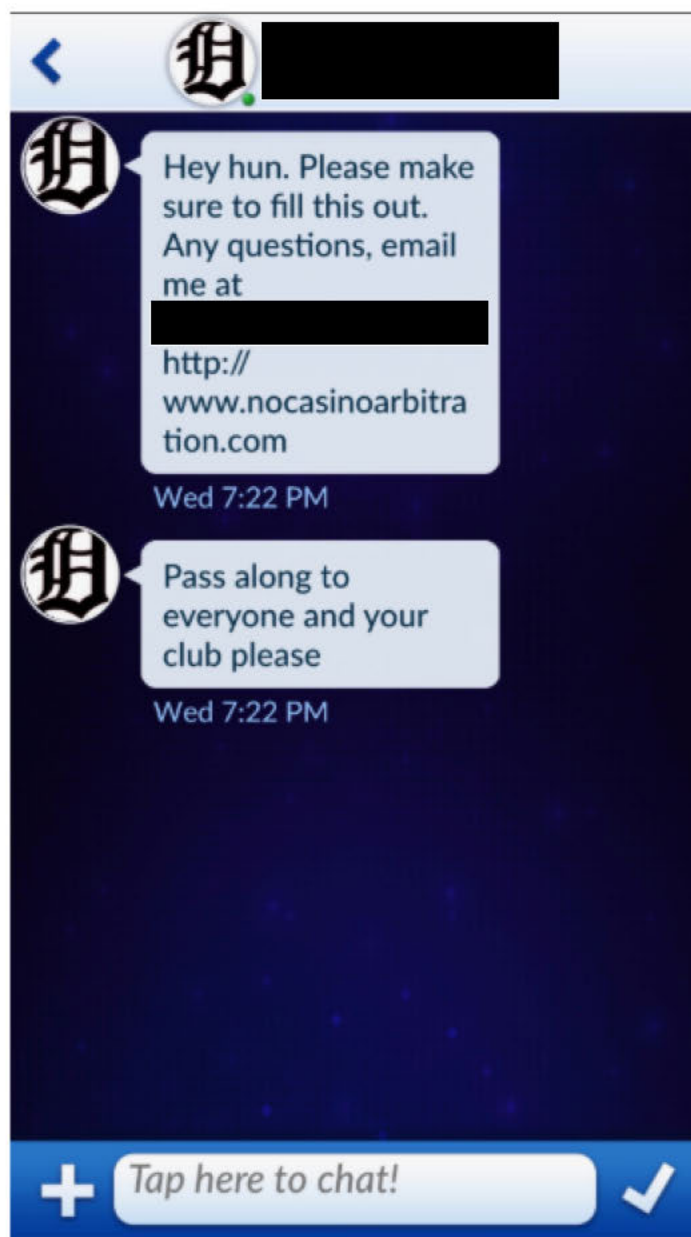 Hey hun. Please make
sure to fill this out.
Any questions, email
me at
http://
www.nocasinoarbitra
tion.com
Wed 7:22 PM
Pass along to
everyone and your
club please
Wed 7:22 PM
Tap here to chat!